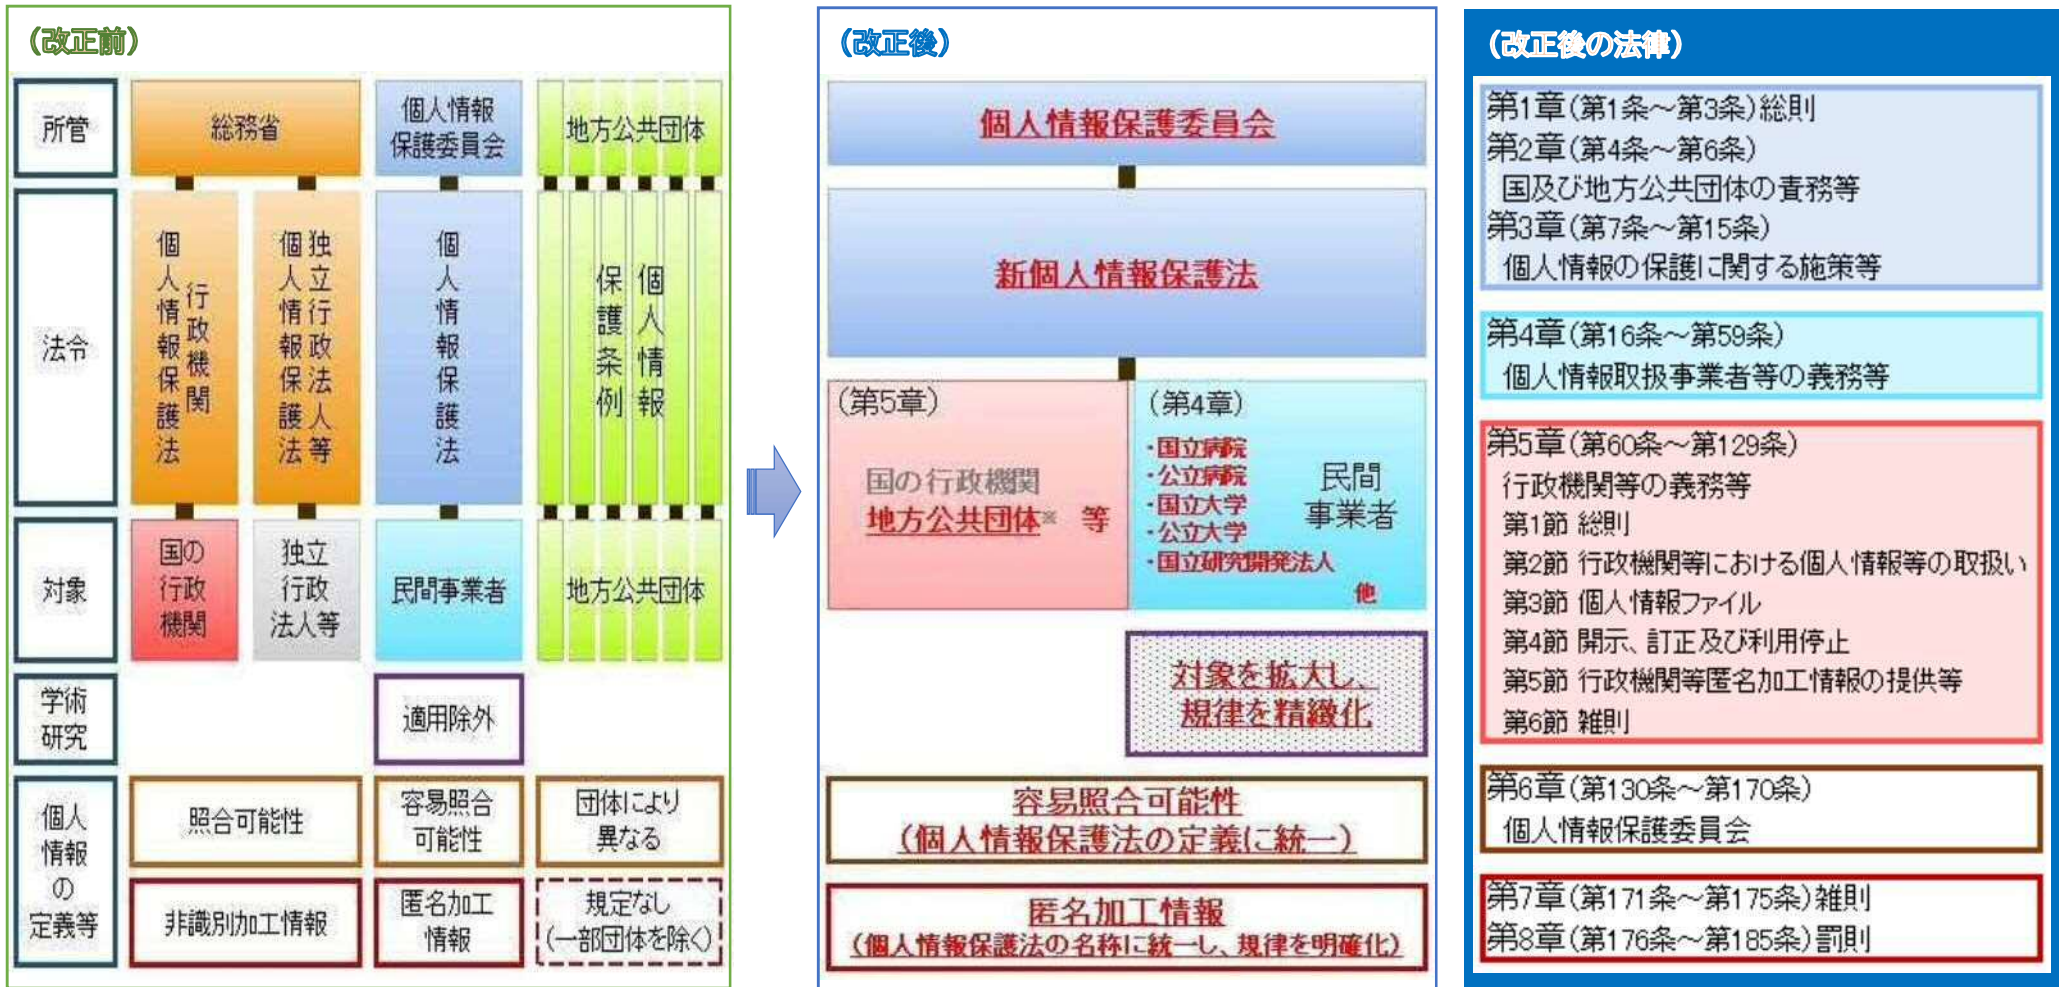 (改正前)
所管
総務省
個人情報
保護委員会
地方公共団体
法令
行政機関
個人情報保護法
独立行政法人等
個人情報保護法
個人情報保護法
個人情報
保護条例
対象
国の
行政
機関
独立
行政
法人等
民間事業者
地方公共団体
学術
研究
適用除外
個人
情報
の
定義等
照合可能性
容易照合
可能性
団体により
異なる
非識別加工情報
匿名加工
情報
規定なし
(一部団体を除く)
(改正後)
個人情報保護委員会
新個人情報保護法
(第5章)
国の行政機関
地方公共団体※ 等
(第4章)
・国立病院
・公立病院
・国立大学
・公立大学
・国立研究開発法人
他
民間
事業者
対象を拡大し、
規律を精緻化
容易照合可能性
(個人情報保護法の定義に統一)
匿名加工情報
(個人情報保護法の名称に統一し、規律を明確化)
(改正後の法律)
第1章(第1条～第3条)総則
第2章(第4条～第6条)
国及び地方公共団体の責務等
第3章(第7条～第15条)
個人情報の保護に関する施策等
第4章(第16条～第59条)
個人情報取扱事業者等の義務等
第5章(第60条～第129条)
行政機関等の義務等
第1節 総則
第2節 行政機関等における個人情報等の取扱い
第3節 個人情報ファイル
第4節 開示、訂正及び利用停止
第5節 行政機関等匿名加工情報の提供等
第6節 雑則
第6章(第130条～第170条)
個人情報保護委員会
第7章(第171条～第175条)雑則
第8章(第176条～第185条)罰則